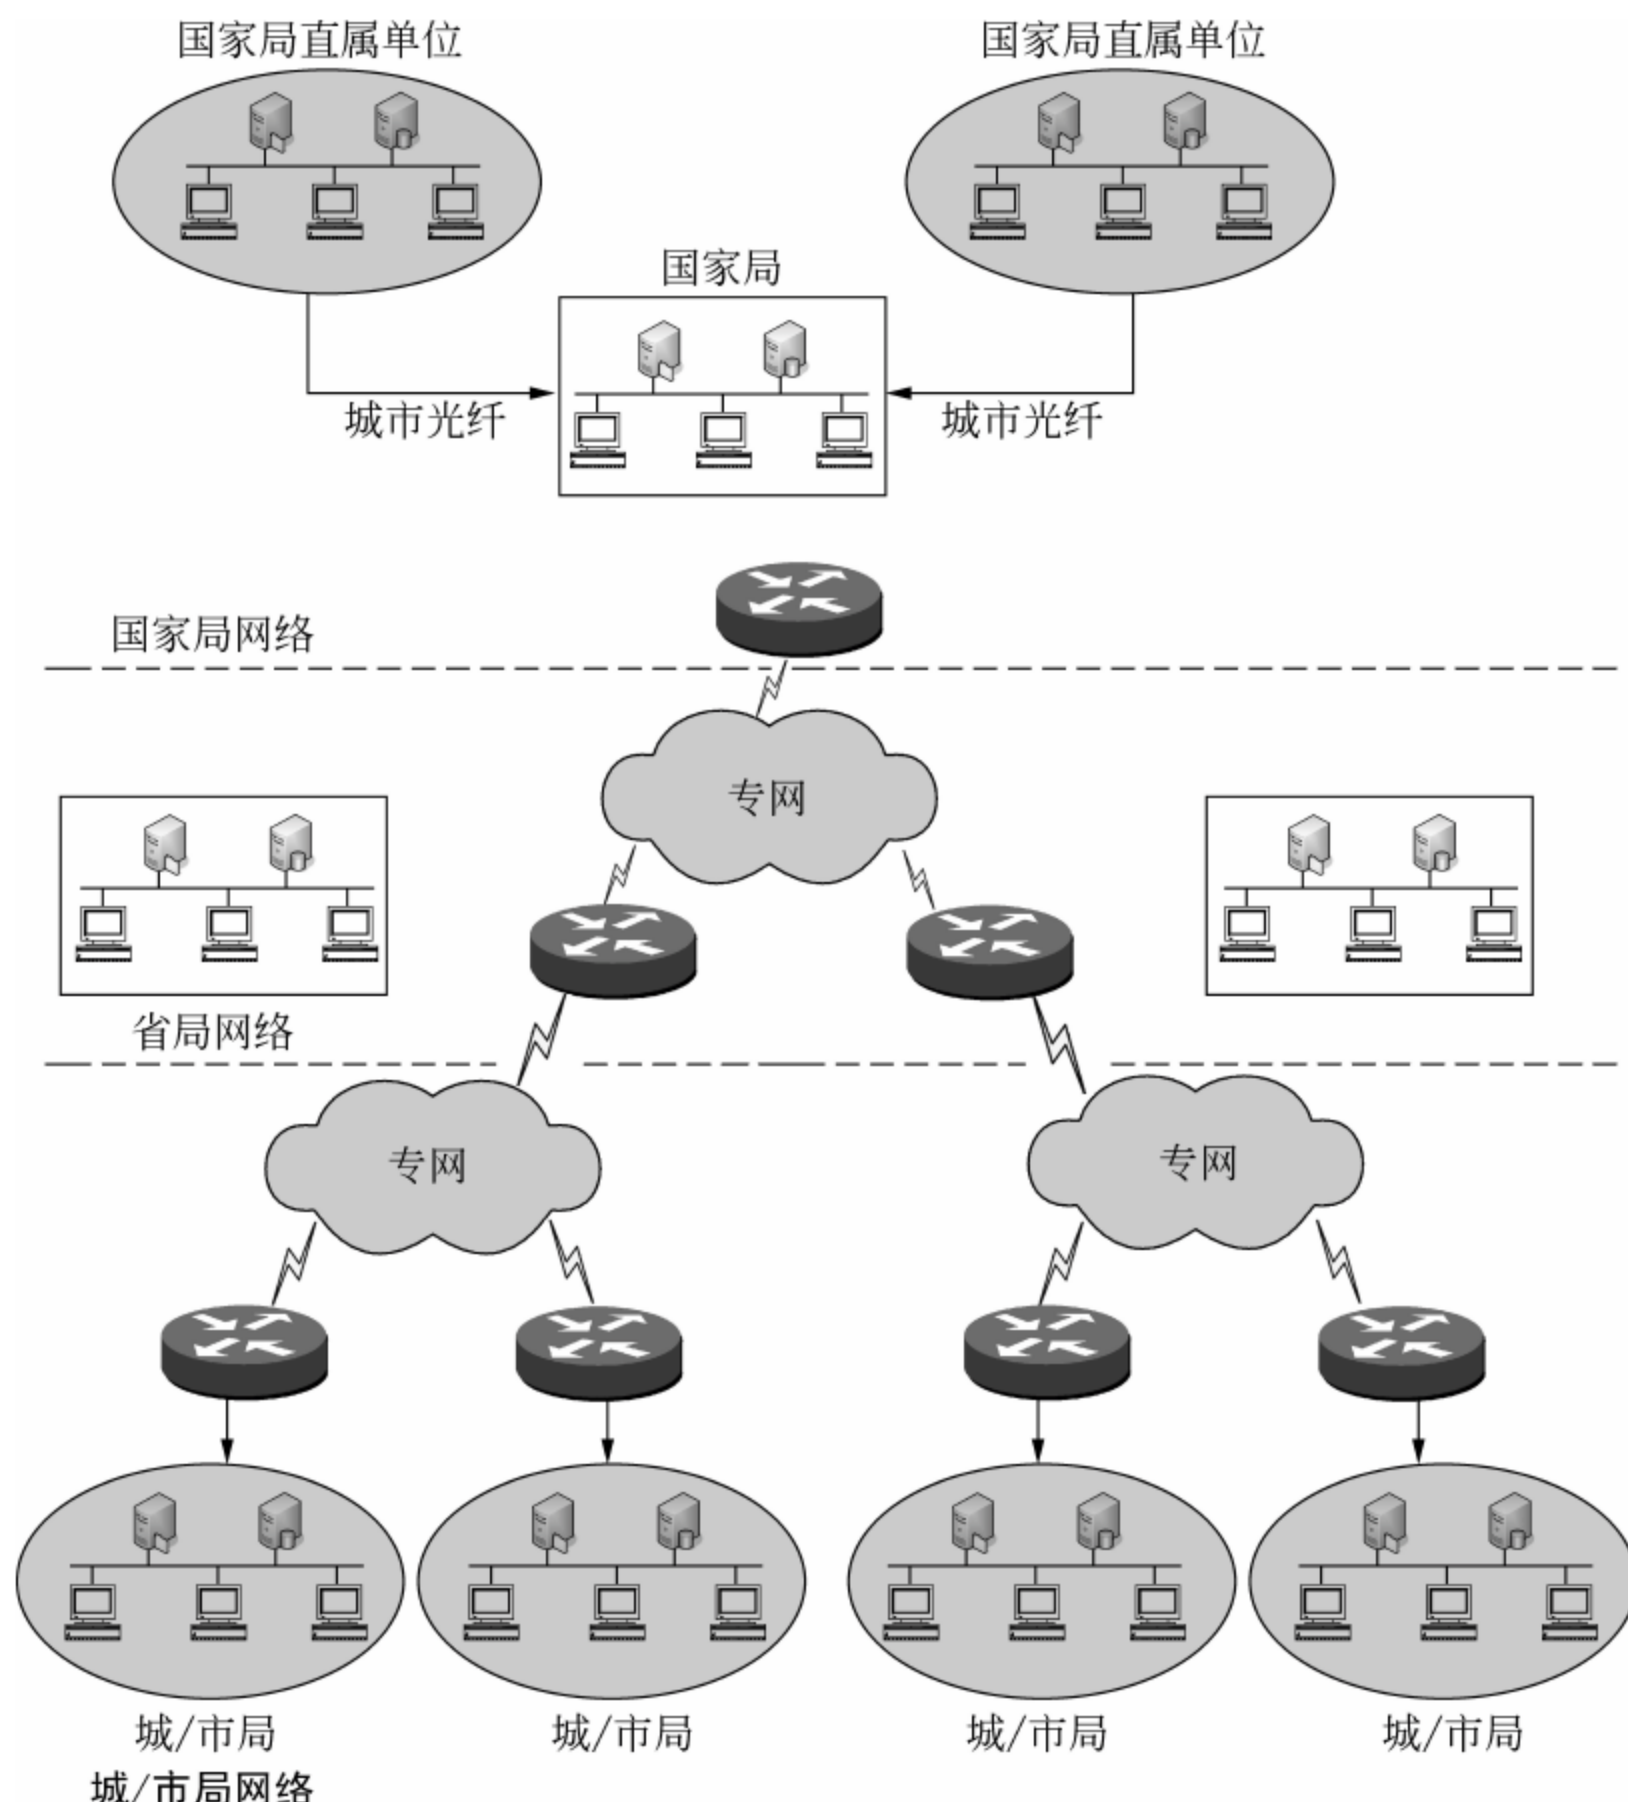 国家局直属单位
国家局直属单位
国家局
城市光纤
城市光纤
国家局网络
专网
省局网络
专网
专网
城/市局
城/市局
城/市局
城/市局
城/市局网络